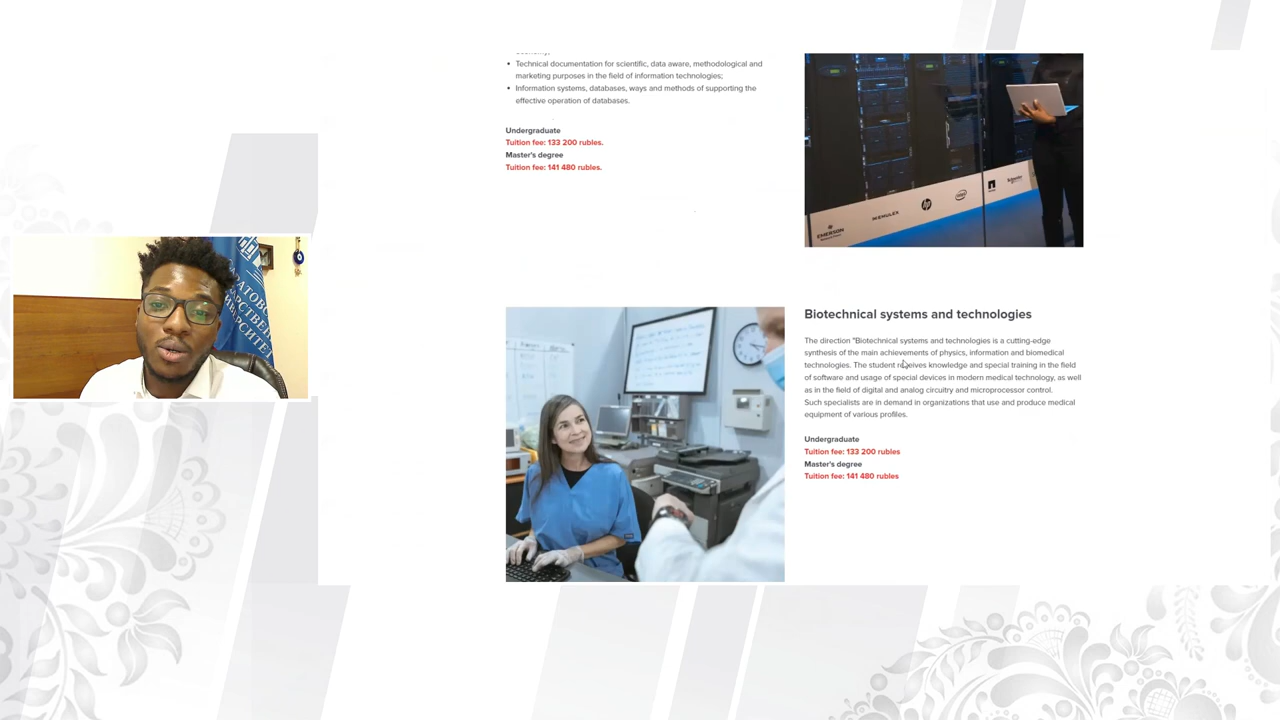 Technical documentation for scientific, data aware, methodological and
marketing purposes in the field of information technologies;
Information systems, databases, ways and methods of supporting the
effective operation of databases.
Undergraduate
Tuition fee: 133 200 rubles.
Master's degree
Tuition fee: 141 480 rubles.
EMERSON
EMULEX
hp
intel
Biotechnical systems and technologies
The direction "Biotechnical systems and technologies is a cutting-edge
synthesis of the main achievements of physics, information and biomedical
technologies. The student receives knowledge and special training in the field
of software and usage of special devices in modern medical technology, as well
as in the field of digital and analog circuitry and microprocessor control.
Such specialists are in demand in organizations that use and produce medical
equipment of various profiles.
Undergraduate
Tuition fee: 133 200 rubles
Master's degree
Tuition fee: 141 480 rubles